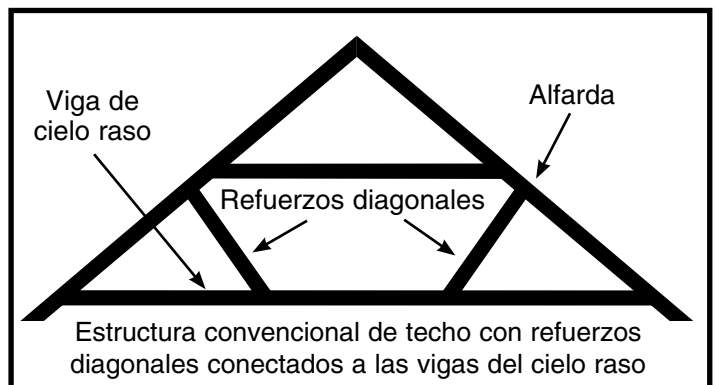 Viga de
cielo raso
Alfarda
Refuerzos diagonales
Estructura convencional de techo con refuerzos
diagonales conectados a las vigas del cielo raso